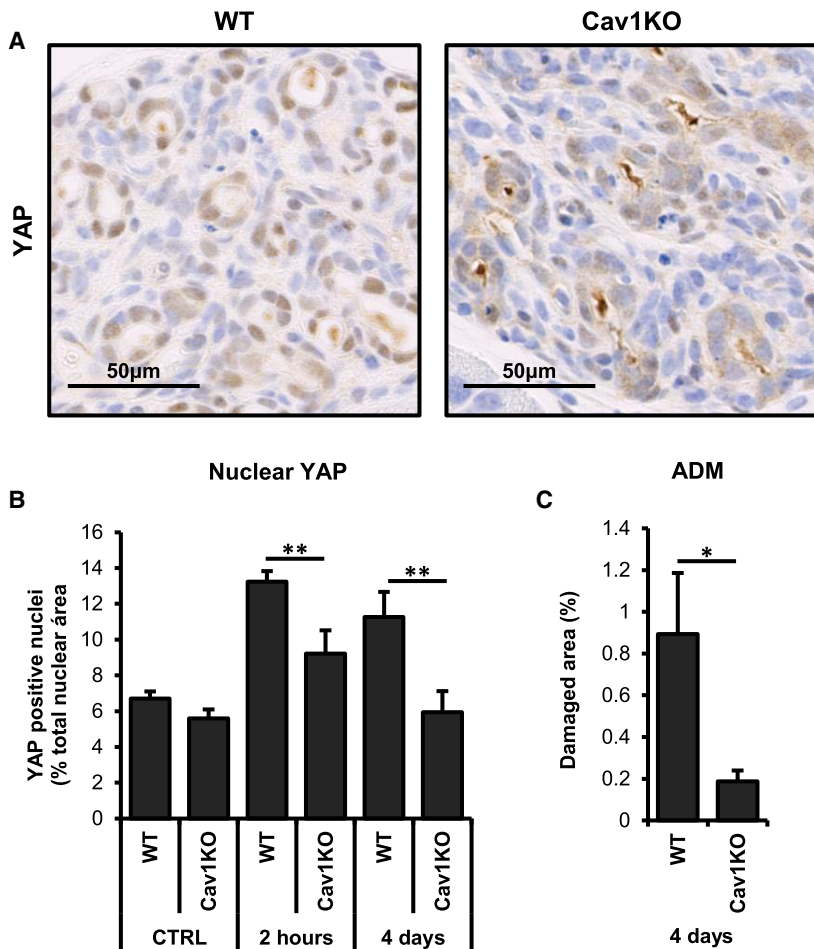 WT Cav1KO
A
YAP
50µm 50µm
Nuclear YAP
B
YAP positive nuclei
(% total nuclear área
16
14
12
10
8
6
4
2
0
**
**
WT Cav1KO WT Cav1KO WT Cav1KO
CTRL 2 hours 4 days
ADM
C
Damaged area (%)
1.4
1.2
1
0.8
0.6
0.4
0.2
0
*
WT Cav1KO
4 days